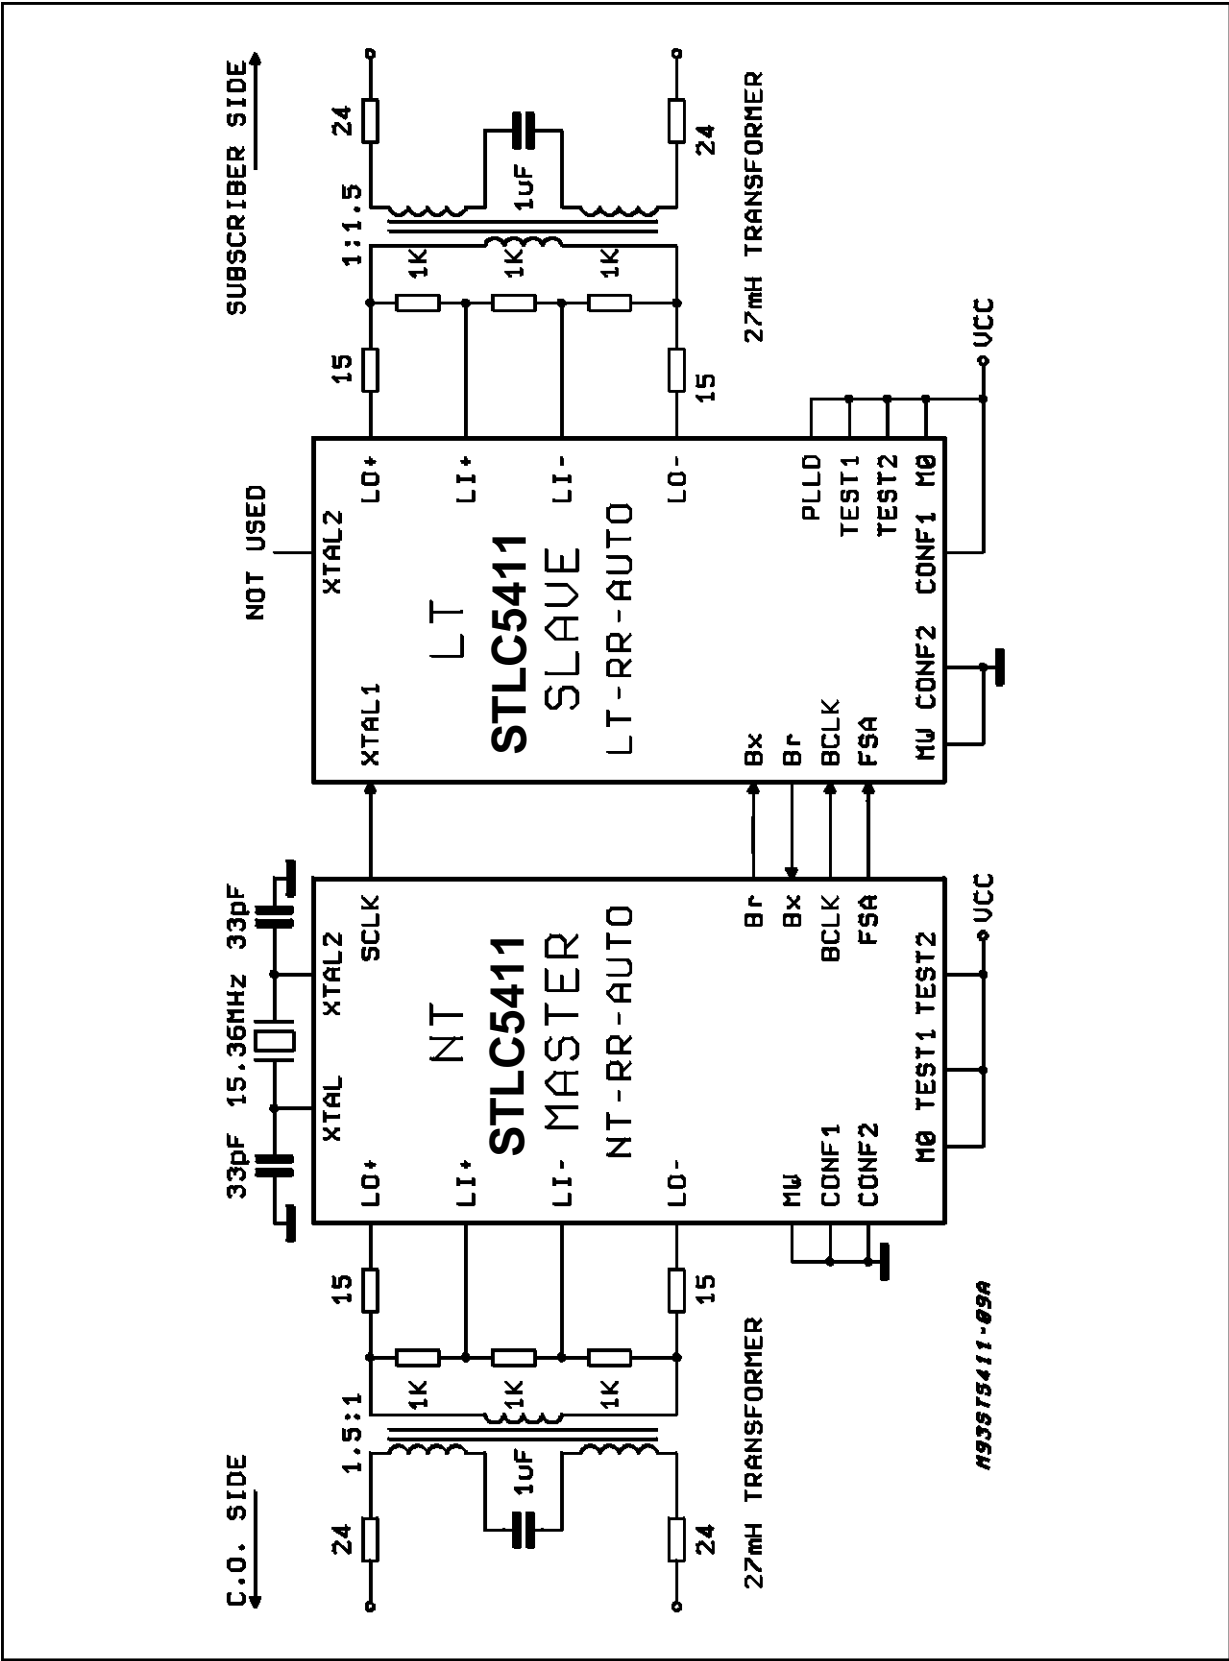 C.O. SIDE
SUBSCRIBER SIDE
33pF 15.36MHz 33pF
NOT USED
XTAL XTAL2
XTAL2
1.5:1
24
15
LO+
SCLK
XTAL1
LO+
15
1:1.5
24
1K
LI+
NT
LT
LI+
1K
1uF
1K
STLC5411
STLC5411
1K
1uF
1K
LI-
MASTER
SLAVE
LI-
1K
NT-RR-AUTO
LT-RR-AUTO
24
15
LO-
LO-
15
24
27mH TRANSFORMER
Br
Bx
27mH TRANSFORMER
MW
Bx
Br
PLLD
CONF1
BCLK
BCLK
TEST1
CONF2
FSA
FSA
TEST2
M0 TEST1 TEST2
MW CONF2 CONF1 M0
VCC
VCC
M93ST5411-09A